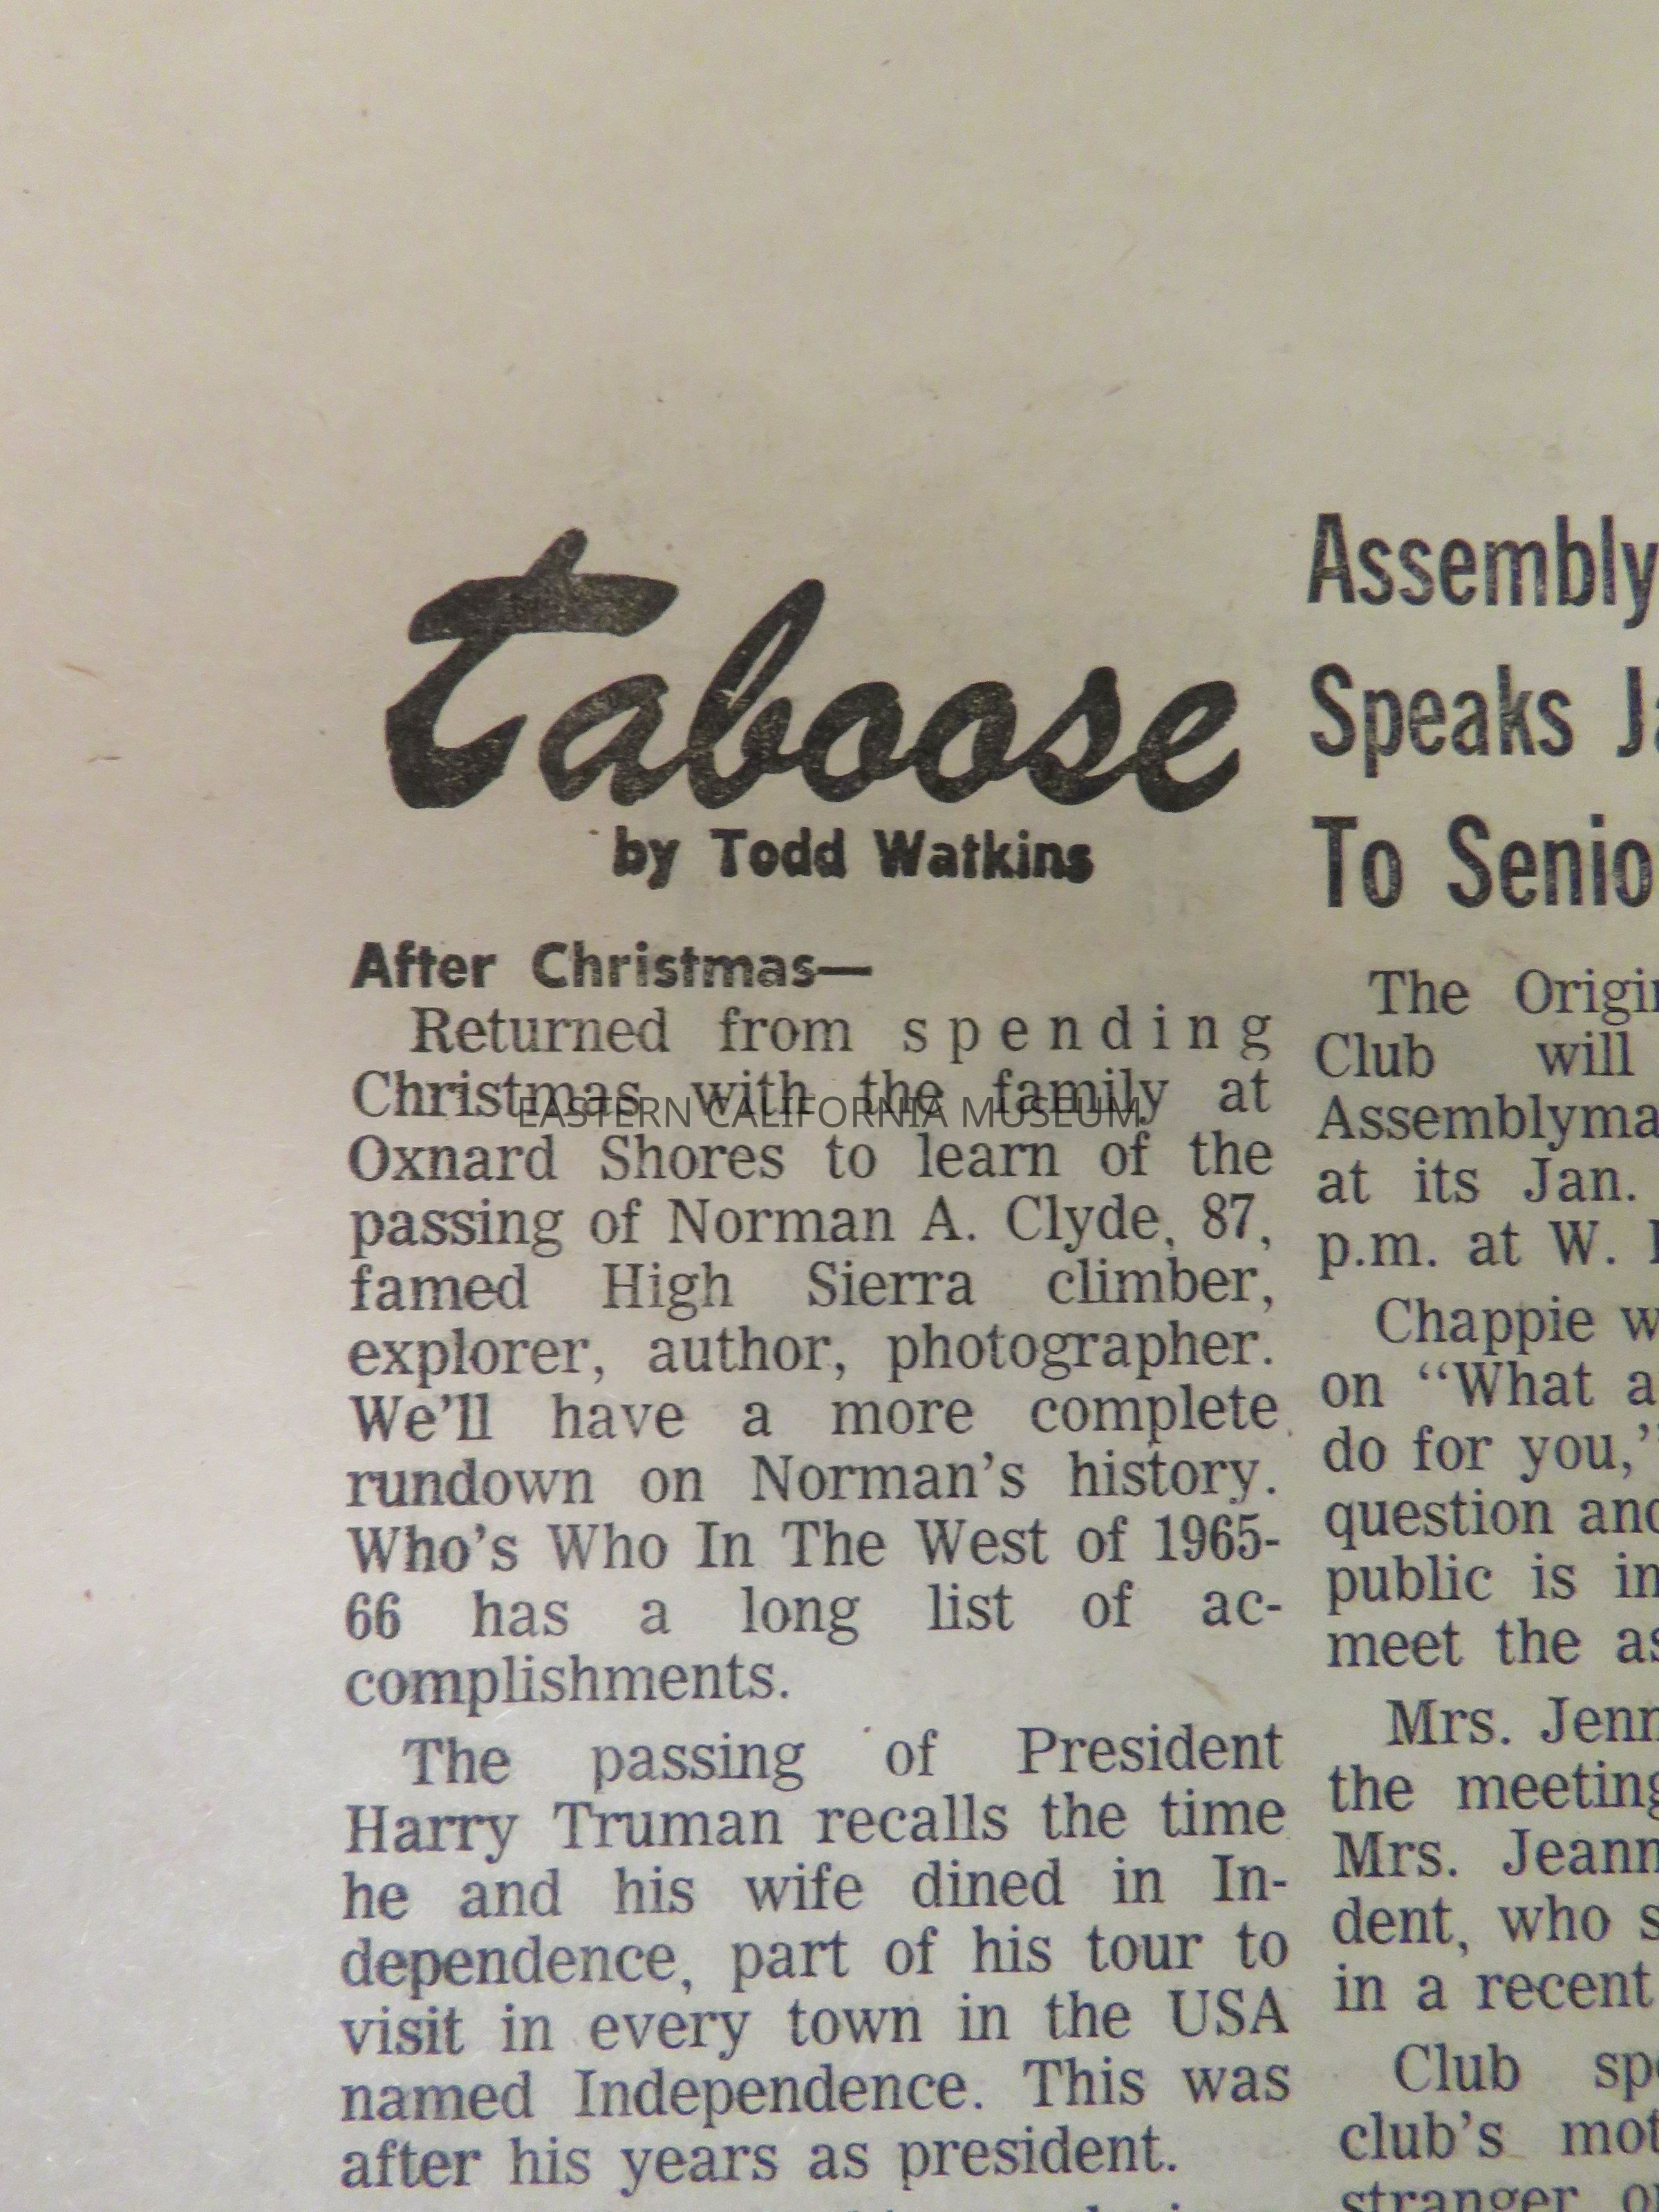 Taboose
by Todd Watkins
After Christmas—
Returned from spending
Christmas with the family at
Oxnard Shores to learn of the
passing of Norman A. Clyde, 87,
famed High Sierra climber,
explorer, author, photographer.
We'll have a more complete
rundown on Norman's history.
Who's Who In The West of 1965-
66 has a long list of ac-
complishments.
The passing of President
Harry Truman recalls the time
he and his wife dined in In-
dependence, part of his tour to
visit in every town in the USA
named Independence. This was
after his years as president.
EASTERN CALIFORNIA MUSEUM
Assembly
Speaks
To
The
Club will
at its Jan.
p.m. at W.
Chappie
on "What
do for you,"
question
public is
meet the
Mrs.
the meeting
Mrs.
dent, who
in a recent
Club
club's
stranger